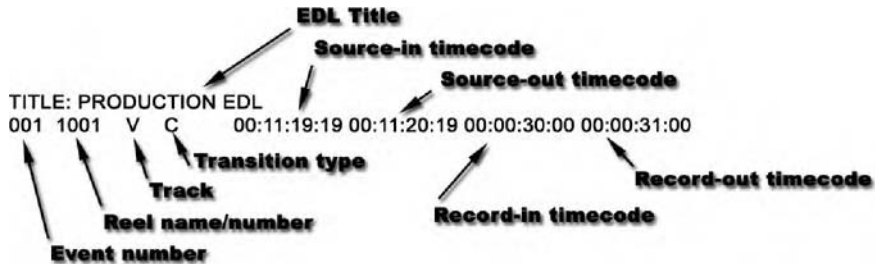 EDL Title
Source-in timecode
Source-out timecode
TITLE: PRODUCTION EDL
001 1001 V C 00:11:19:19 00:11:20:19 00:00:30:00 00:00:31:00
Transition type
Track
Record-out timecode
Reel name/number
Record-in timecode
Event number